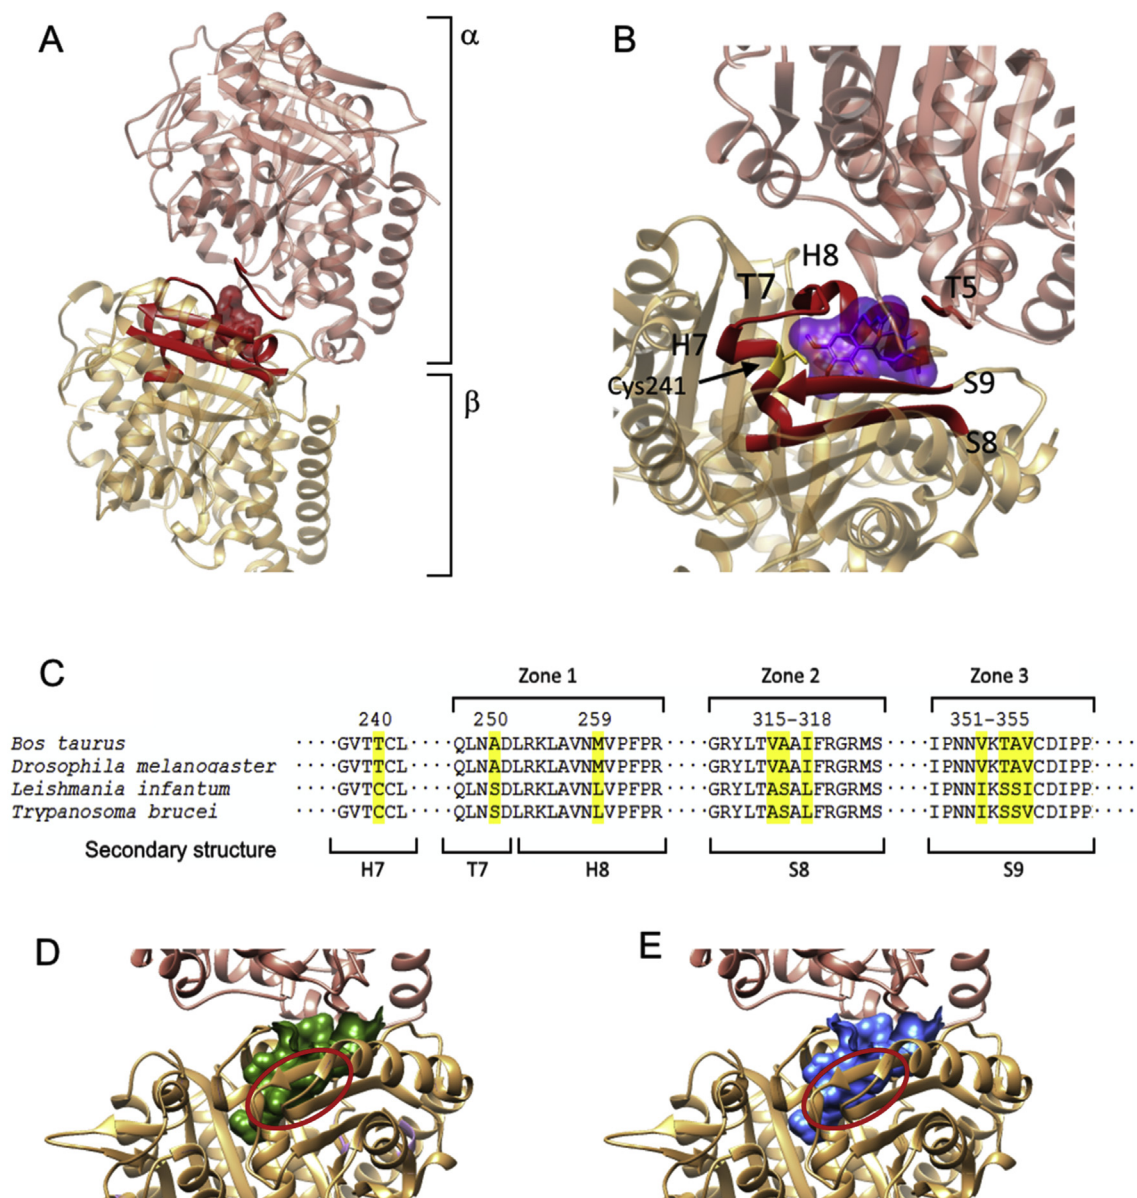 A
α
β
B
H8
T7
T5
H7
Cys241
S9
S8
C
Zone 1 Zone 2 Zone 3
240 250 259 315-318 351-355
Bos taurus ····GVTTCL····QLNADLRKLAVNMVPFPR····GRYLTVAAIFRGRMS····IPNNVKTAVCDIPP····
Drosophila melanogaster ····GVTTCL····QLNADLRKLAVNMVPFPR····GRYLTVAAIFRGRMS····IPNNVKTAVCDIPP····
Leishmania infantum ····GVTCCL····QLNSDLRKLAVNLVPFPR····GRYLTASALFRGRMS····IPNNIKSSICDIPP····
Trypanosoma brucei ····GVTCCL····QLNSDLRKLAVNLVPFPR····GRYLTASALFRGRMS····IPNNIKSSVCDIPP····
Secondary structure H7 T7 H8 S8 S9
D
E